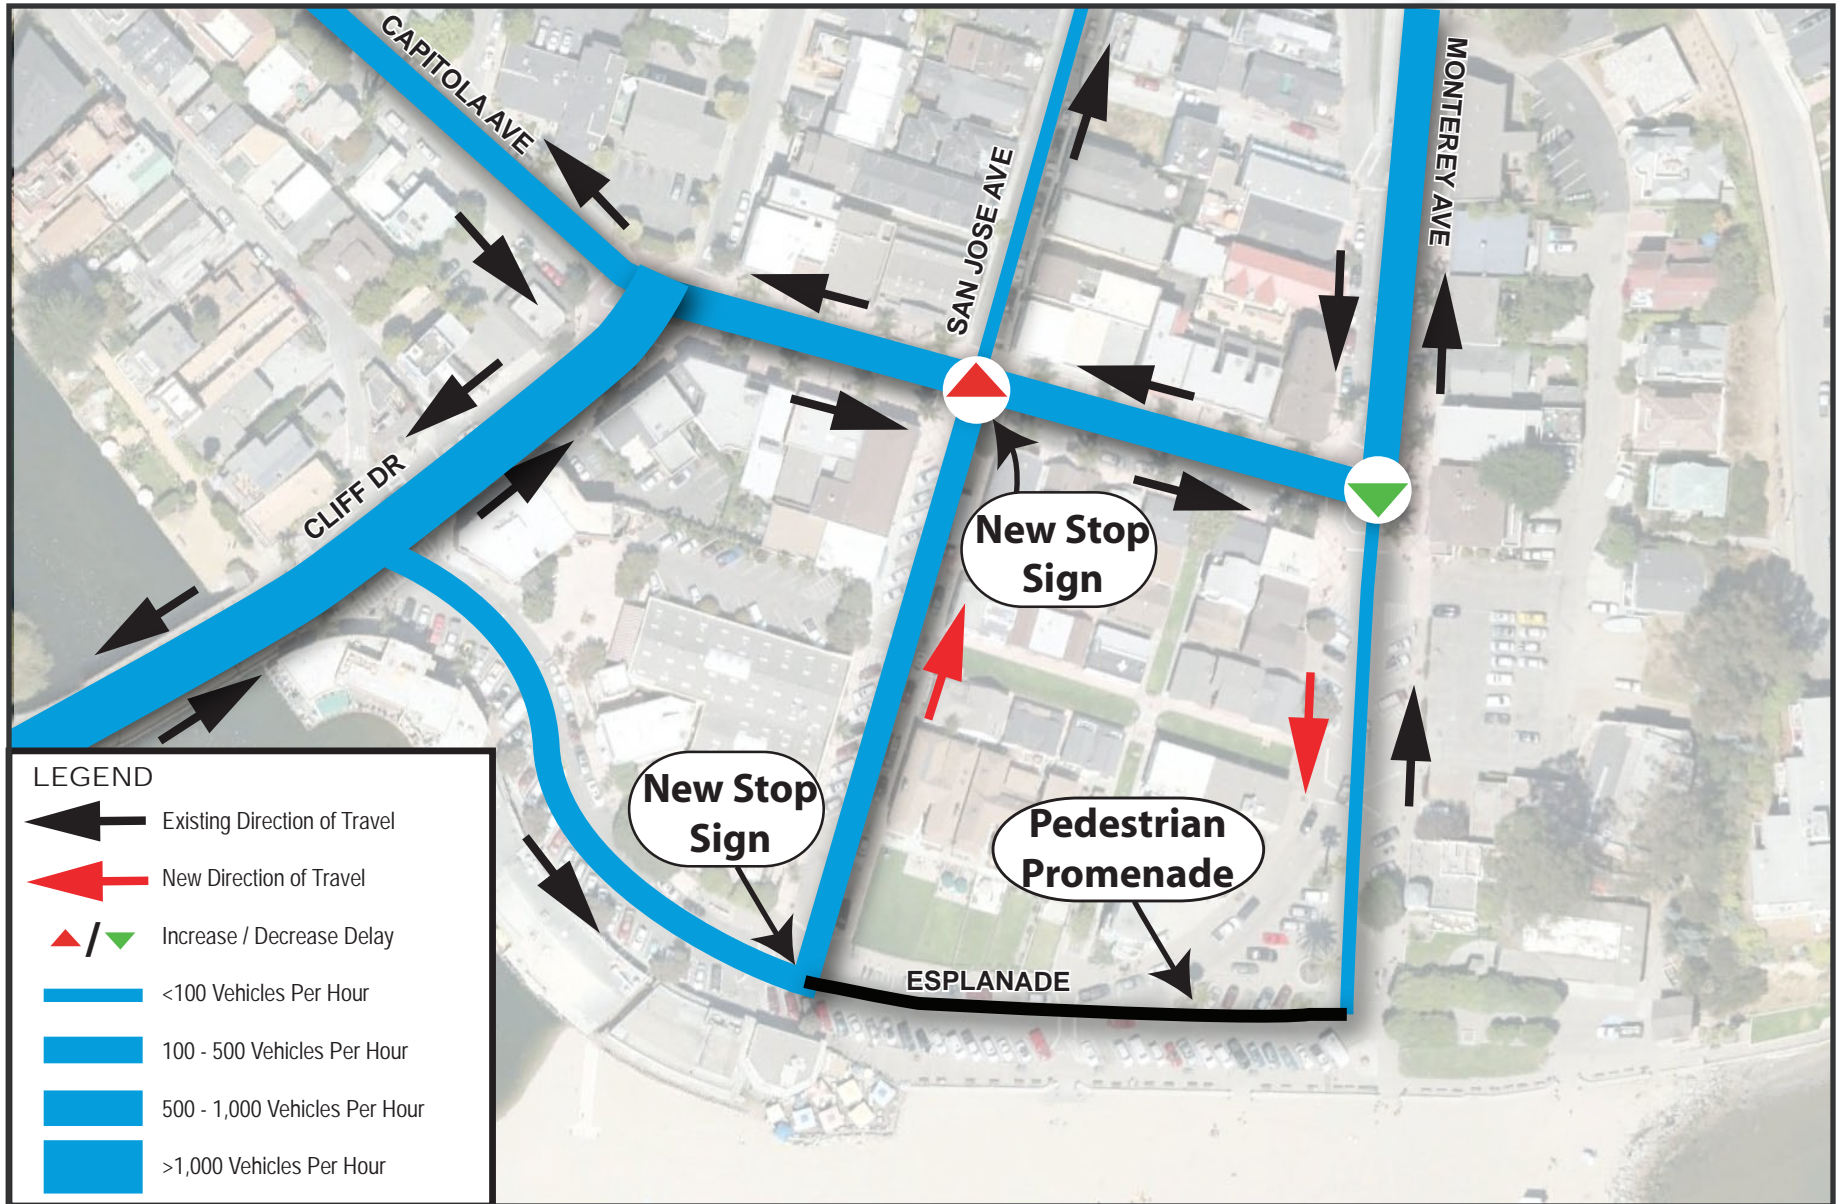 CAPITOLA AVE
SAN JOSE AVE
MONTEREY AVE
CLIFF DR
New Stop
Sign
New Stop
Sign
Pedestrian
Promenade
ESPLANADE
LEGEND
Existing Direction of Travel
New Direction of Travel
/ Increase / Decrease Delay
<100 Vehicles Per Hour
100 - 500 Vehicles Per Hour
500 - 1,000 Vehicles Per Hour
>1,000 Vehicles Per Hour